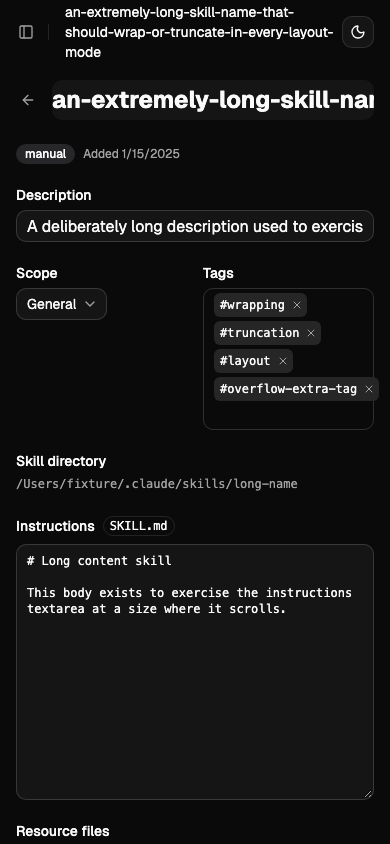 an-extremely-long-skill-name-that-
should-wrap-or-truncate-in-every-layout-
mode
an-extremely-long-skill-nar
manual Added 1/15/2025
Description
A deliberately long description used to exercis
Scope
Tags
General
#wrapping ×
#truncation ×
#layout ×
#overflow-extra-tag ×
Skill directory
/Users/fixture/.claude/skills/long-name
Instructions SKILL.md
# Long content skill
This body exists to exercise the instructions
textarea at a size where it scrolls.
Resource files